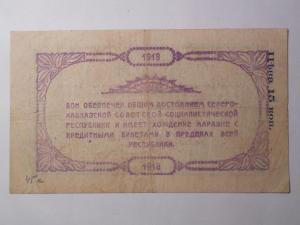 1918
БОН ОБЕСПЕЧЕН ОБЩИМ ДОСТОЯНИЕМ СЕВЕРО-
КАВКАЗСКОЙ СОВЕТСКОЙ СОЦИАЛИСТИЧЕСКОЙ
РЕСПУБЛИКИ И ИМЕЕТ ХОЖДЕНИЕ НАРАВНЕ С
КРЕДИТНЫМИ БИЛЕТАМИ В ПРЕДЕЛАХ ВСЕЙ
РЕСПУБЛИКИ.
1918
Цѣна 15 коп.